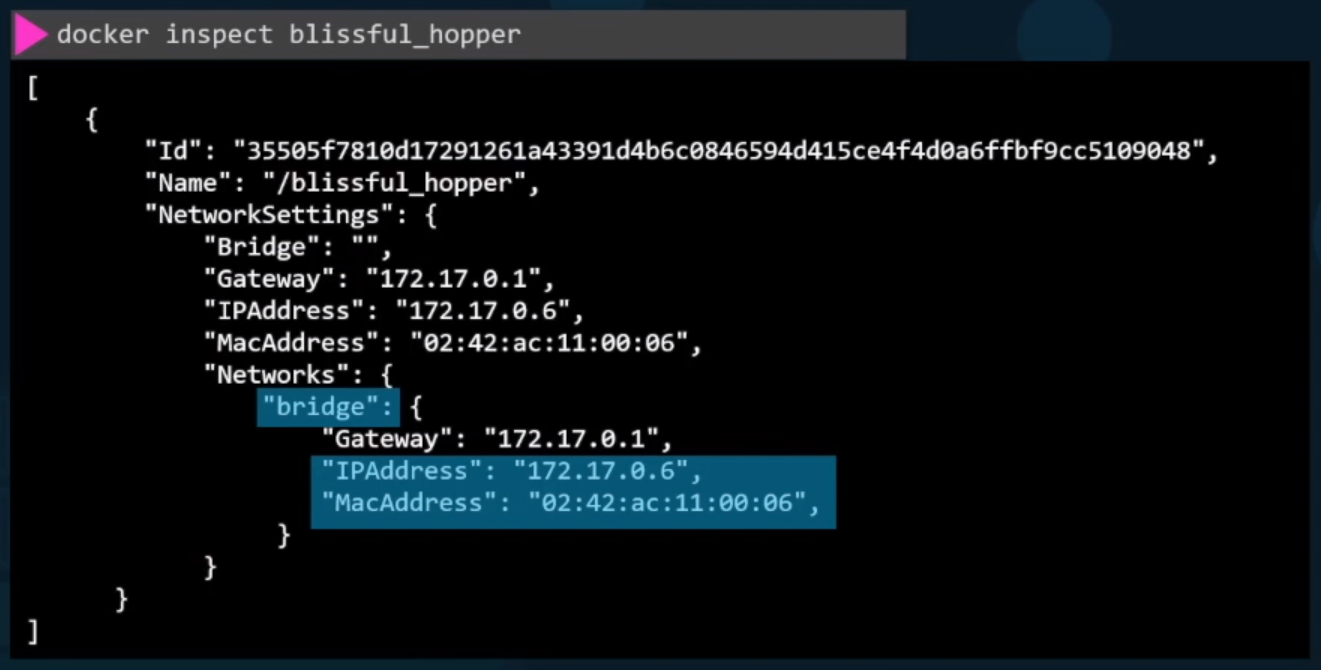 docker inspect blissful_hopper
[
{
"Id": "35505f7810d17291261a43391d4b6c0846594d415ce4f4d0a6ffbf9cc5109048",
"Name": "/blissful_hopper",
"NetworkSettings": {
"Bridge": "",
"Gateway": "172.17.0.1",
"IPAddress": "172.17.0.6",
"MacAddress": "02:42:ac:11:00:06",
"Networks": {
"bridge": {
"Gateway": "172.17.0.1",
"IPAddress": "172.17.0.6",
"MacAddress": "02:42:ac:11:00:06",
}
}
}
]